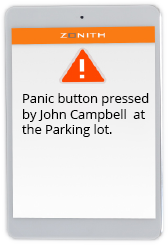 ZENITH
Panic button pressed
by John Campbell at
the Parking lot.